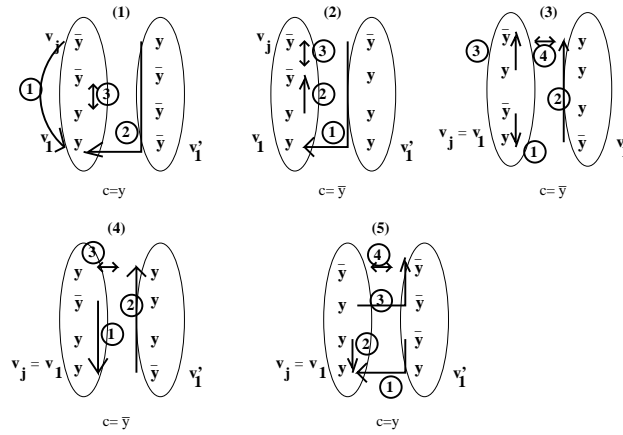 (1)
v_j ȳ ȳ
ȳ ȳ
1 3
y ȳ
2
v_1 y ȳ v_1'
c=y
(2)
v_j ȳ ȳ
3
ȳ y
2
y y
1
v_1 y y v_1'
c= ȳ
(3)
3 ȳ y
4
y y
2
ȳ y
v_j = v_1 y ȳ v
1
c= ȳ
(4)
3
y y
ȳ y
2
1
y y
v_j = v_1 y ȳ v_1'
c= ȳ
(5)
4
ȳ ȳ
3
y ȳ
2
y ȳ
v_j = v_1 y y v_1'
1
c=y